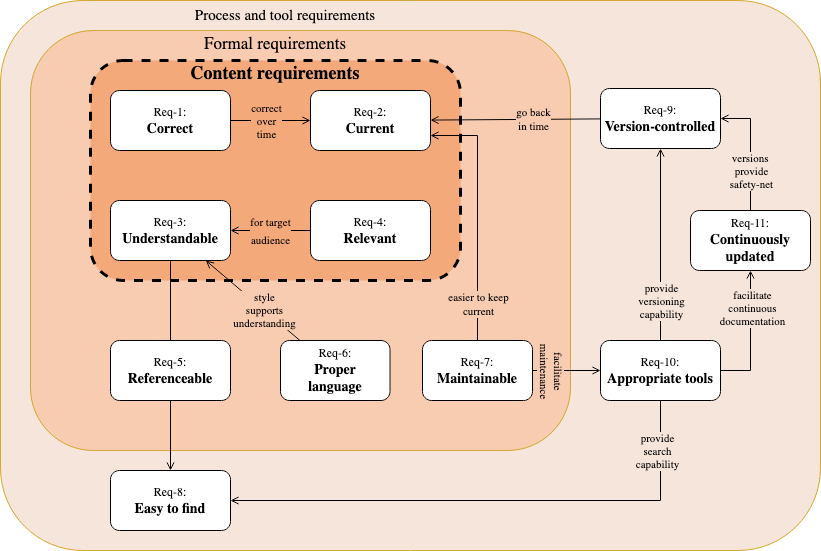 Process and tool requirements
Formal requirements
Content requirements
Req-1:
Correct
correct
over
time
Req-2:
Current
go back
in time
Req-9:
Version-controlled
versions
provide
safety-net
Req-3:
Understandable
for target
audience
Req-4:
Relevant
Req-11:
Continuously
updated
style
supports
understanding
easier to keep
current
provide
versioning
capability
facilitate
continuous
documentation
Req-5:
Referenceable
Req-6:
Proper
language
Req-7:
Maintainable
facilitate
maintenance
Req-10:
Appropriate tools
provide
search
capability
Req-8:
Easy to find